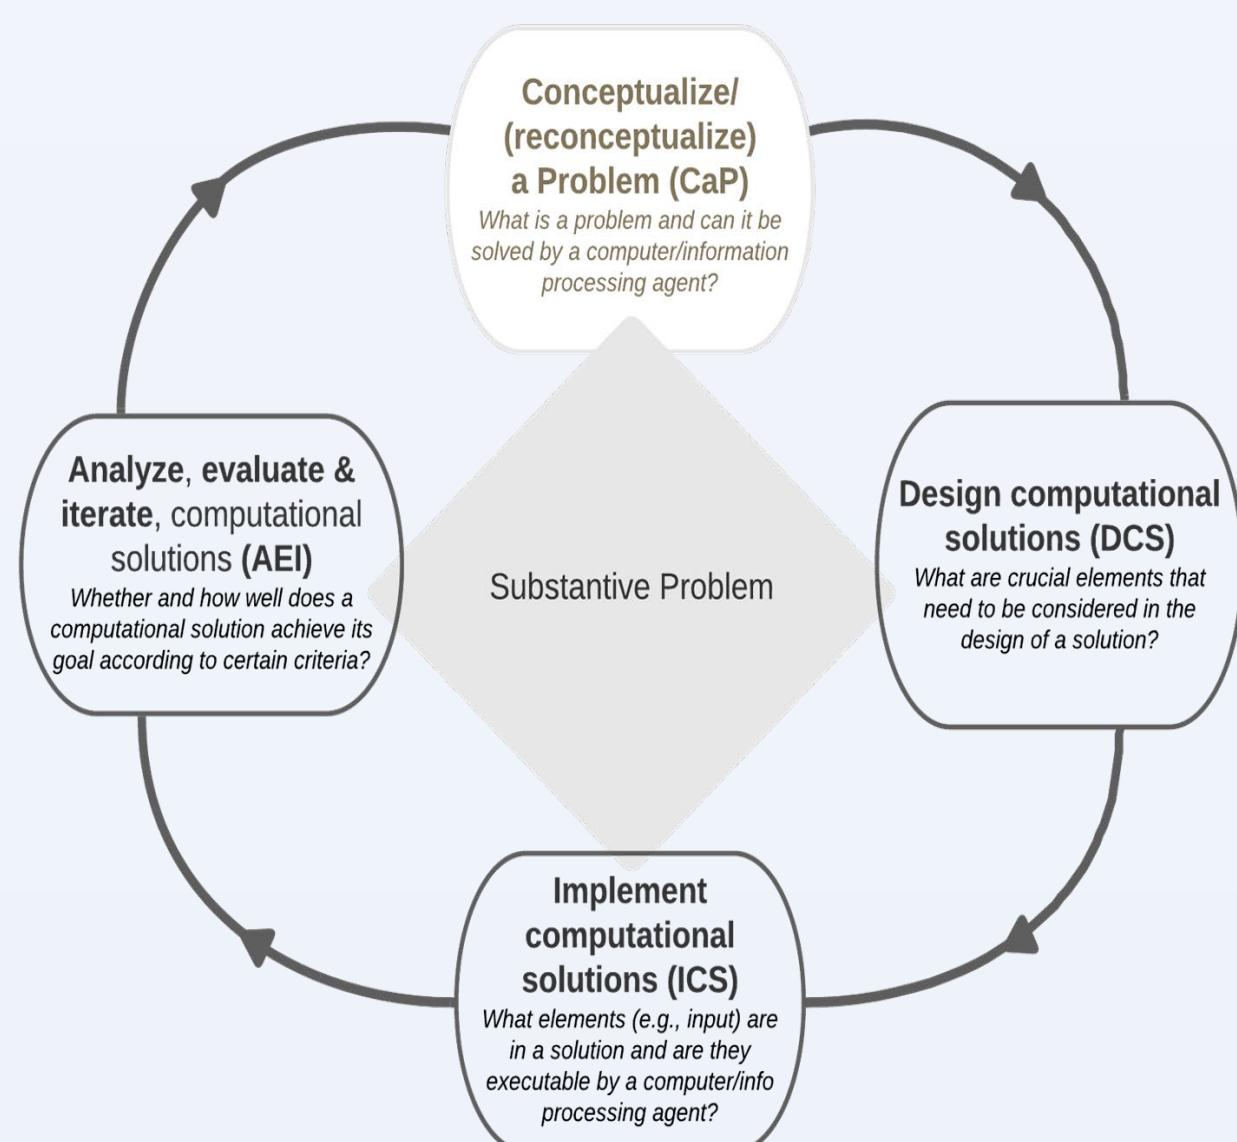 Conceptualize/
(reconceptualize)
a Problem (CaP)
What is a problem and can it be
solved by a computer/information
processing agent?
Analyze, evaluate &
iterate, computational
solutions (AEI)
Whether and how well does a
computational solution achieve its
goal according to certain criteria?
Substantive Problem
Design computational
solutions (DCS)
What are crucial elements that
need to be considered in the
design of a solution?
Implement
computational
solutions (ICS)
What elements (e.g., input) are
in a solution and are they
executable by a computer/info
processing agent?